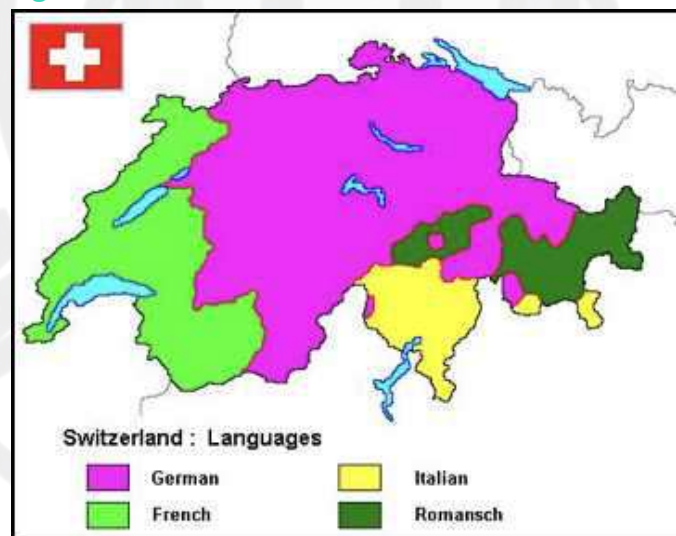 Switzerland : Languages
German
Italian
French
Romansch